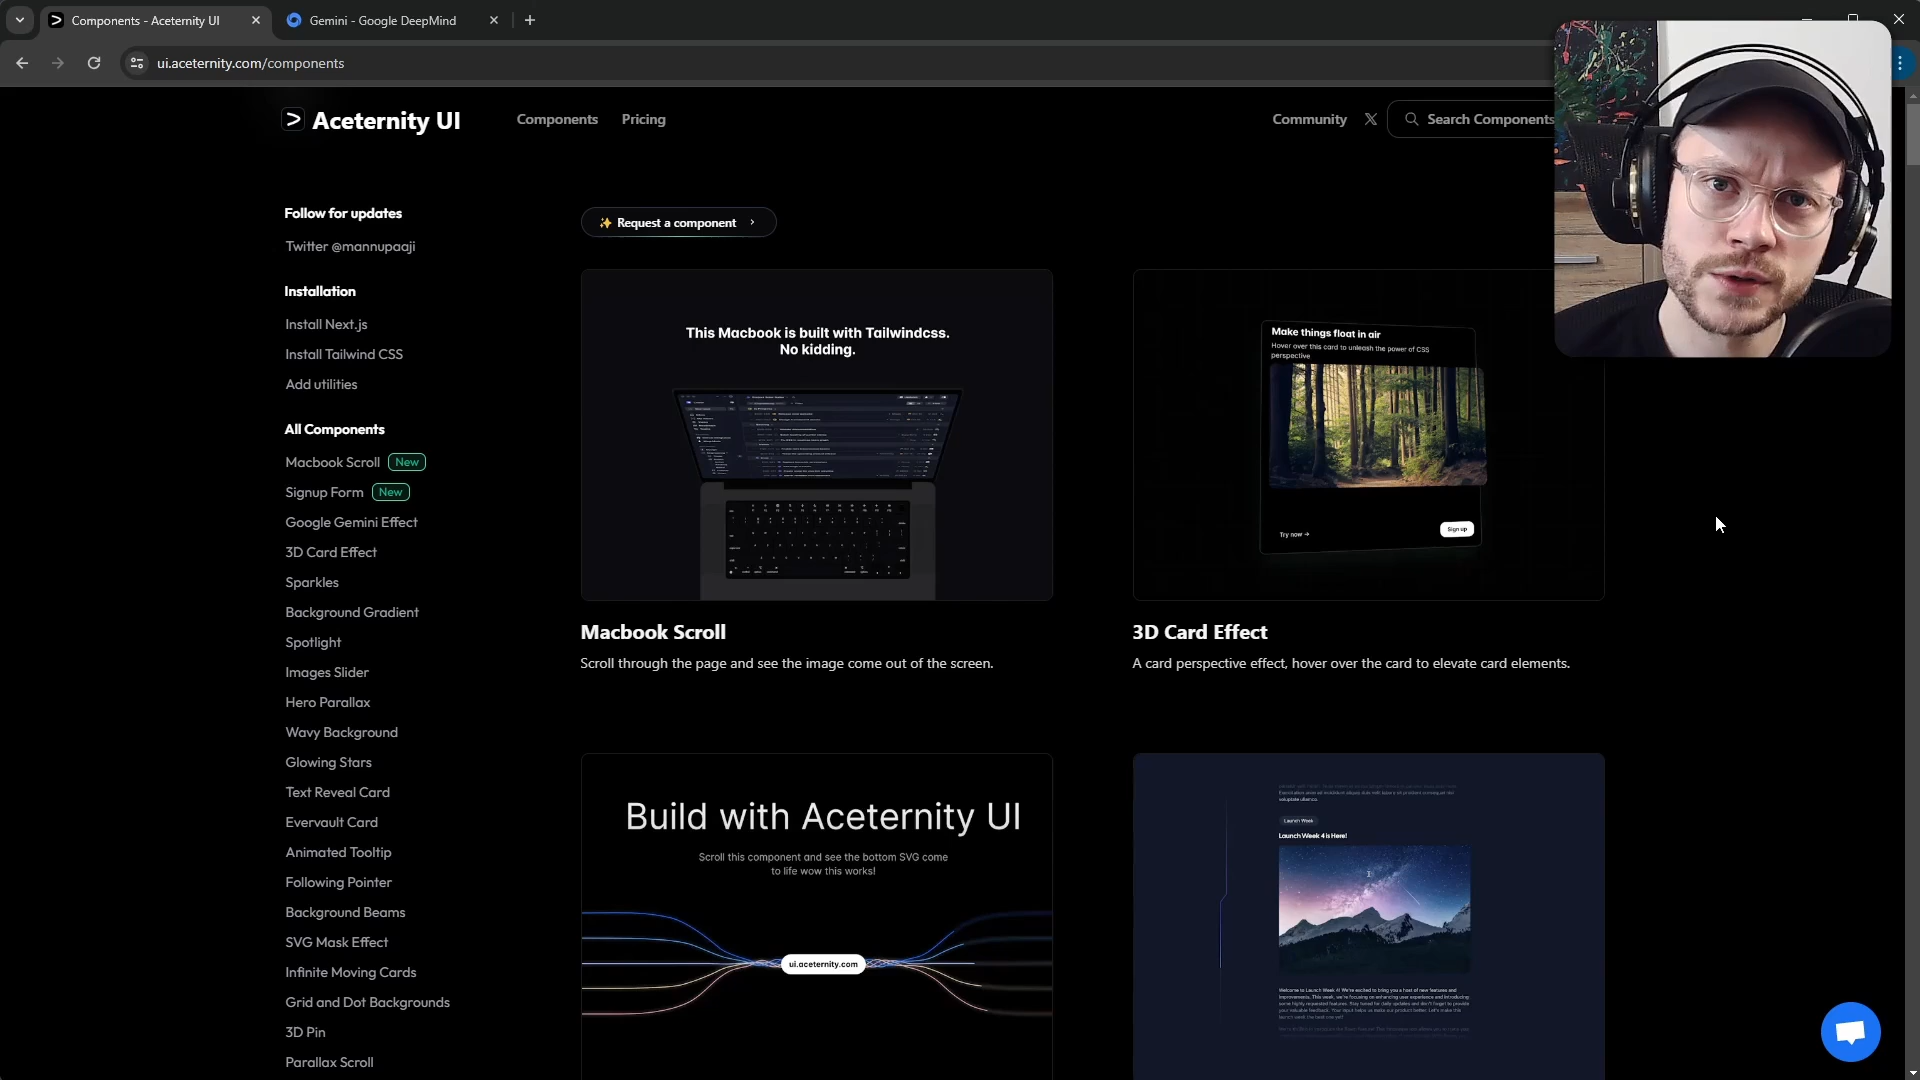 Components - Aceternity UI
Gemini - Google DeepMind
ui.aceternity.com/components
Aceternity UI
Components
Pricing
Community
Search Components
Follow for updates
Twitter @mannupaaji
Installation
Install Next.js
Install Tailwind CSS
Add utilities
All Components
Macbook Scroll New
Signup Form New
Google Gemini Effect
3D Card Effect
Sparkles
Background Gradient
Spotlight
Images Slider
Hero Parallax
Wavy Background
Glowing Stars
Text Reveal Card
Evervault Card
Animated Tooltip
Following Pointer
Background Beams
SVG Mask Effect
Infinite Moving Cards
Grid and Dot Backgrounds
3D Pin
Parallax Scroll
✨ Request a component ›
This Macbook is built with Tailwindcss.
No kidding.
Macbook Scroll
Scroll through the page and see the image come out of the screen.
Make things float in air
Hover over this card to unleash the power of CSS
perspective
Try now →
Sign up
3D Card Effect
A card perspective effect, hover over the card to elevate card elements.
Build with Aceternity UI
Scroll this component and see the bottom SVG come
to life wow this works!
ui.aceternity.com
Launch Week
Launch Week 4 is Here!